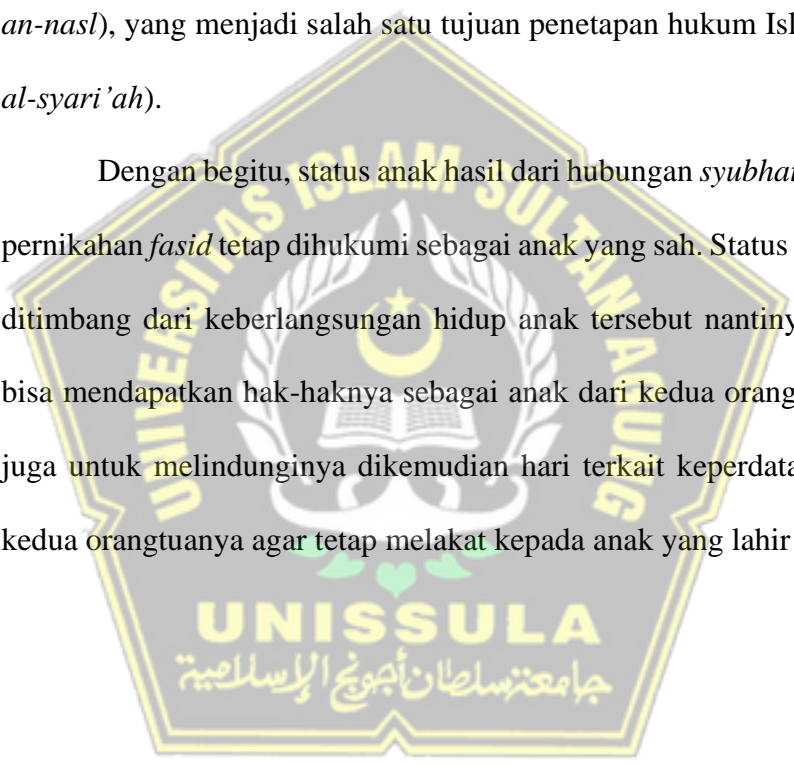 an-nasl), yang menjadi salah satu tujuan penetapan hukum Isl
al-syari’ah).
Dengan begitu, status anak hasil dari hubungan syubhat
pernikahan fasid tetap dihukumi sebagai anak yang sah. Status
ditimbang dari keberlangsungan hidup anak tersebut nantiny
bisa mendapatkan hak-haknya sebagai anak dari kedua orang
juga untuk melindunginya dikemudian hari terkait keperdata
kedua orangtuanya agar tetap melakat kepada anak yang lahir
UNIVERSITAS ISLAM SULTAN AGUNG
UNISSULA
جامعة سلطان أجونج الإسلامية